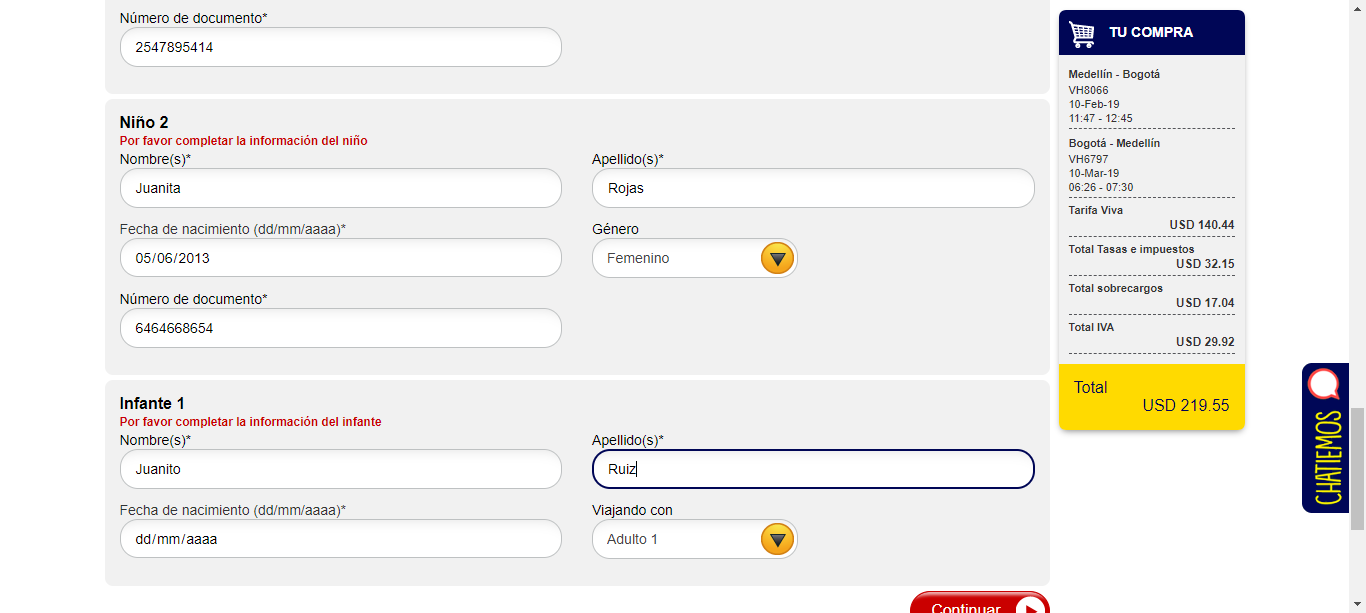 Número de documento*
2547895414
Niño 2
Por favor completar la información del niño
Nombre(s)*
Apellido(s)*
Juanita
Rojas
Fecha de nacimiento (dd/mm/aaaa)*
Género
05/06/2013
Femenino
Número de documento*
6464668654
Infante 1
Por favor completar la información del infante
Nombre(s)*
Apellido(s)*
Juanito
Ruiz
Fecha de nacimiento (dd/mm/aaaa)*
Viajando con
dd/mm/aaaa
Adulto 1
Continuar
TU COMPRA
Medellín - Bogotá
VH8066
10-Feb-19
11:47 - 12:45
Bogotá - Medellín
VH6797
10-Mar-19
06:26 - 07:30
Tarifa Viva
USD 140.44
Total Tasas e impuestos
USD 32.15
Total sobrecargos
USD 17.04
Total IVA
USD 29.92
Total
USD 219.55
CHATIEMOS